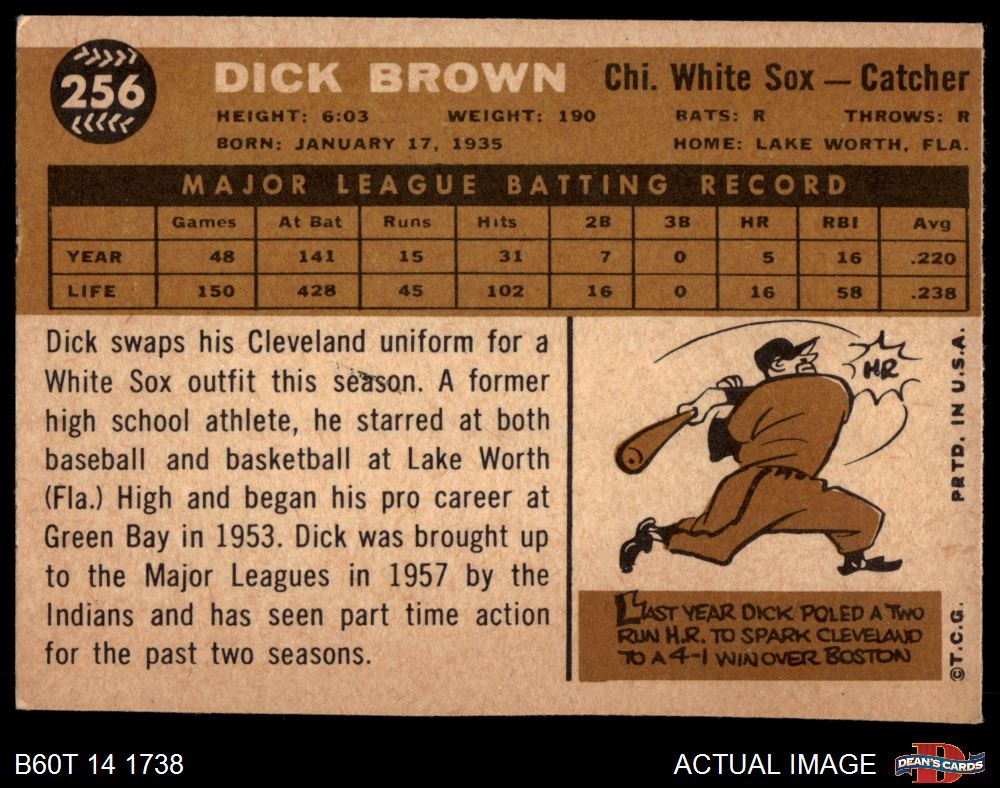 256
DICK BROWN
Chi. White Sox — Catcher
HEIGHT: 6:03 WEIGHT: 190 BATS: R THROWS: R
BORN: JANUARY 17, 1935 HOME: LAKE WORTH, FLA.
MAJOR LEAGUE BATTING RECORD
Games At Bat Runs Hits 2B 3B HR RBI Avg
YEAR 48 141 15 31 7 0 5 16 .220
LIFE 150 428 45 102 16 0 16 58 .238
Dick swaps his Cleveland uniform for a
White Sox outfit this season. A former
high school athlete, he starred at both
baseball and basketball at Lake Worth
(Fla.) High and began his pro career at
Green Bay in 1953. Dick was brought up
to the Major Leagues in 1957 by the
Indians and has seen part time action
for the past two seasons.
HR
LAST YEAR DICK POLED A TWO
RUN H.R. TO SPARK CLEVELAND
TO A 4-1 WIN OVER BOSTON
PRTD. IN U.S.A.
©T.C.G.
B60T 14 1738
ACTUAL IMAGE
D
DEAN'S CARDS